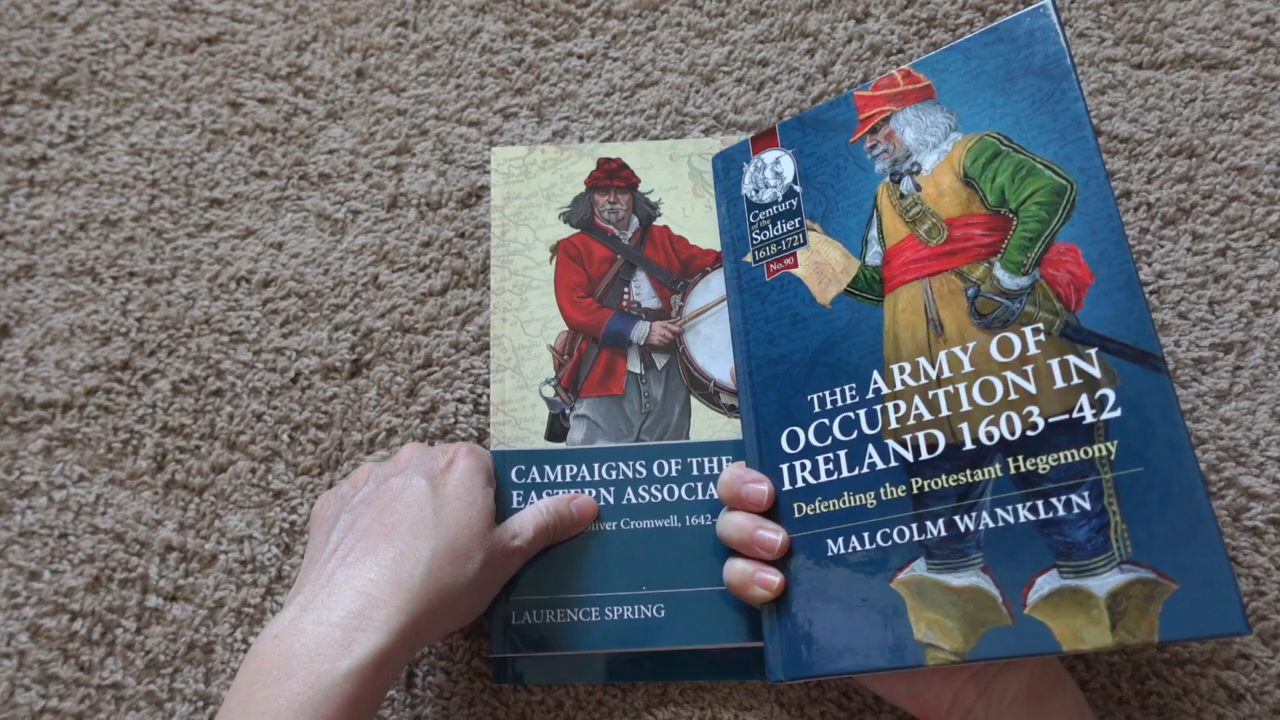 CAMPAIGNS OF THE
EASTERN ASSOCIA
Oliver Cromwell, 1642–
LAURENCE SPRING
Century
of the
Soldier
1618-1721
No.90
THE ARMY OF
OCCUPATION IN
IRELAND 1603–42
Defending the Protestant Hegemony
MALCOLM WANKLYN